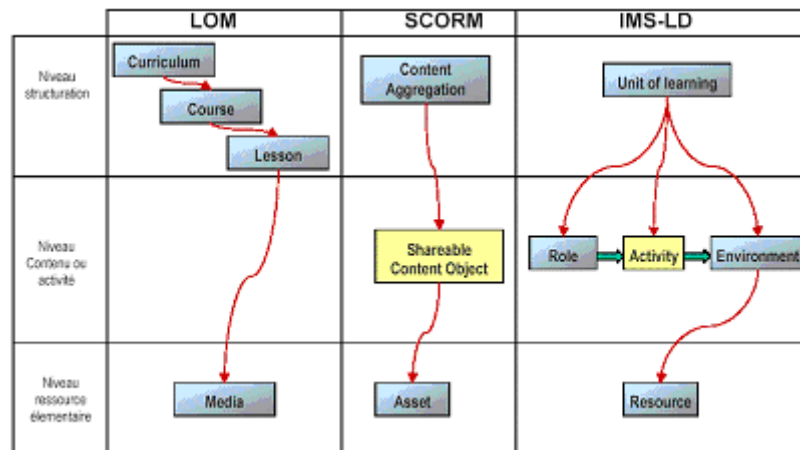 LOM SCORM IMS-LD
Niveau
structuration
Curriculum
Course
Lesson
Content
Aggregation
Unit of learning
Niveau
Contenu ou
activité
Shareable
Content Object
Role
Activity
Environment
Niveau
ressource
élementaire
Media
Asset
Resource